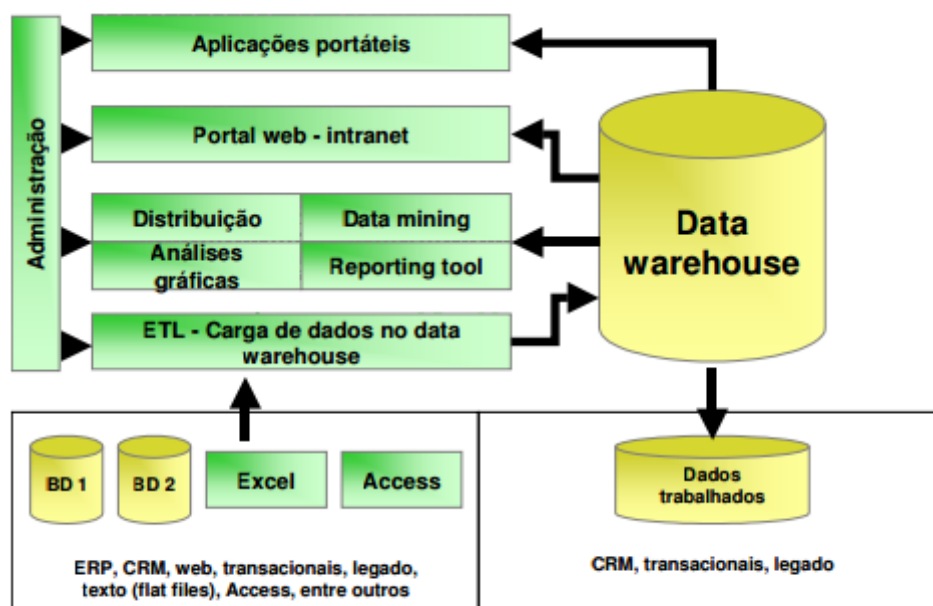 Administração
Aplicações portáteis
Portal web - intranet
Distribuição
Data mining
Análises
gráficas
Reporting tool
ETL - Carga de dados no data
warehouse
Data
warehouse
BD 1
BD 2
Excel
Access
ERP, CRM, web, transacionais, legado,
texto (flat files), Access, entre outros
Dados
trabalhados
CRM, transacionais, legado